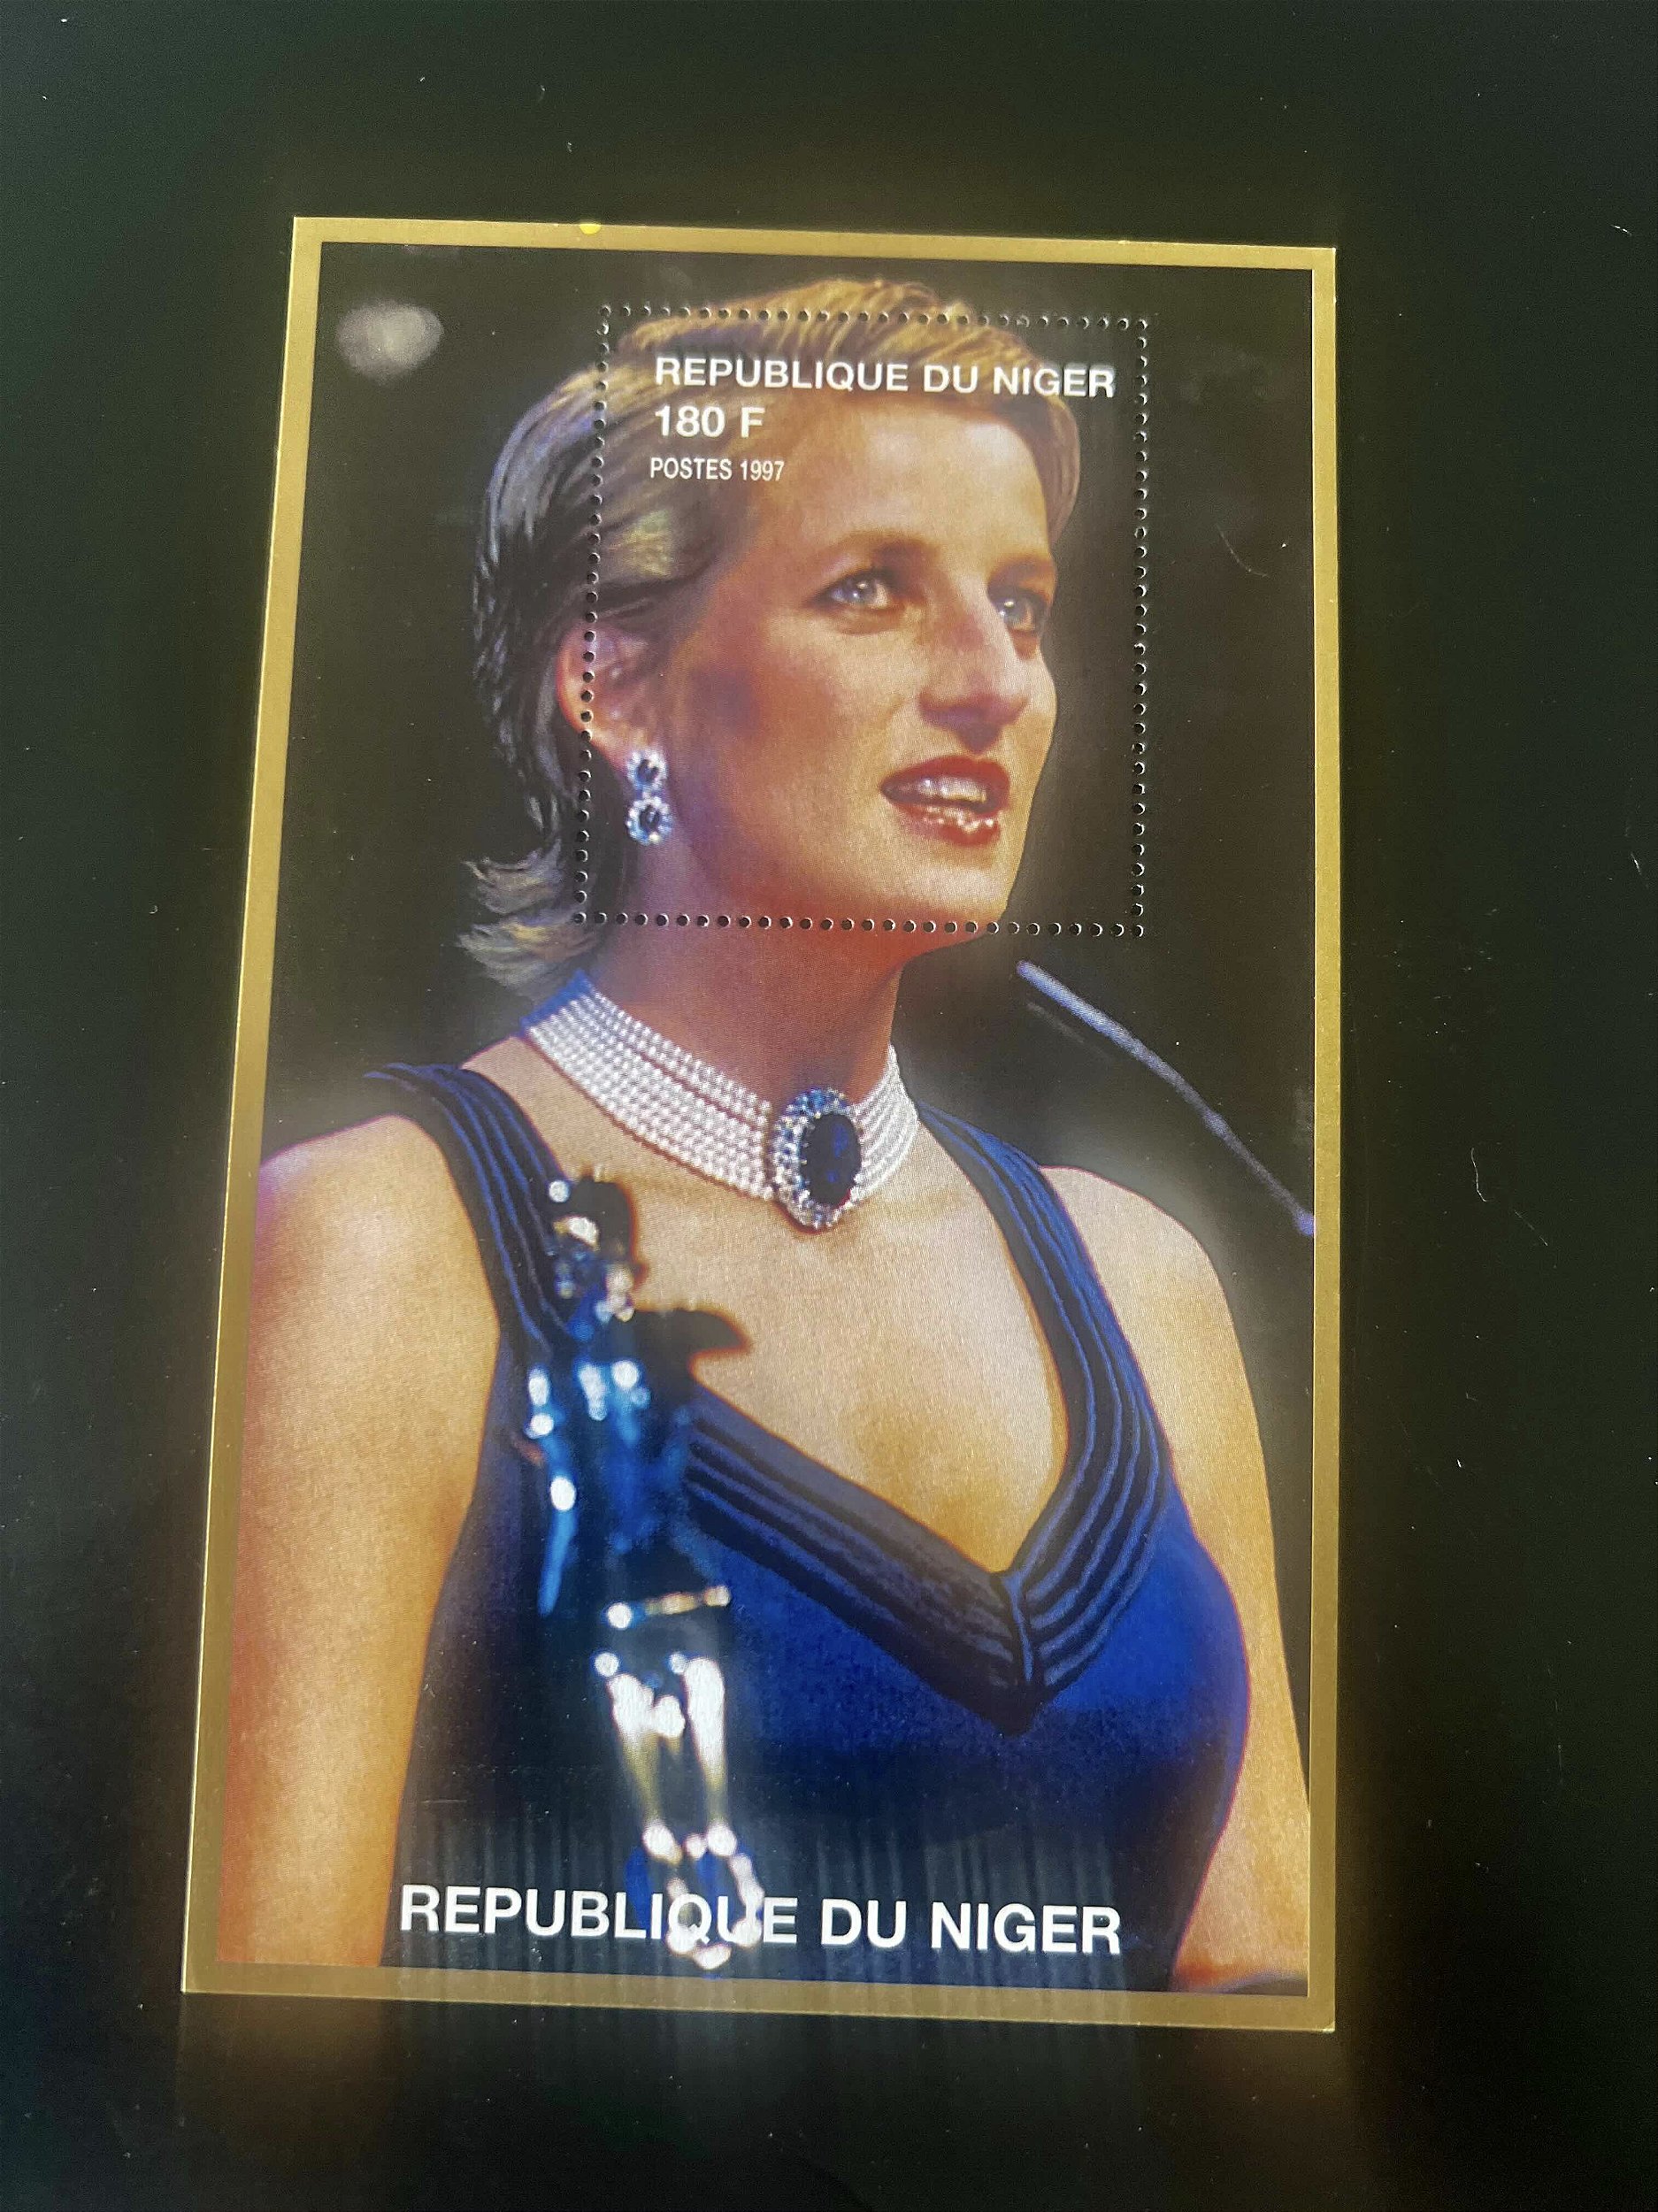 REPUBLIQUE DU NIGER
180 F
POSTES 1997
REPUBLIQUE DU NIGER